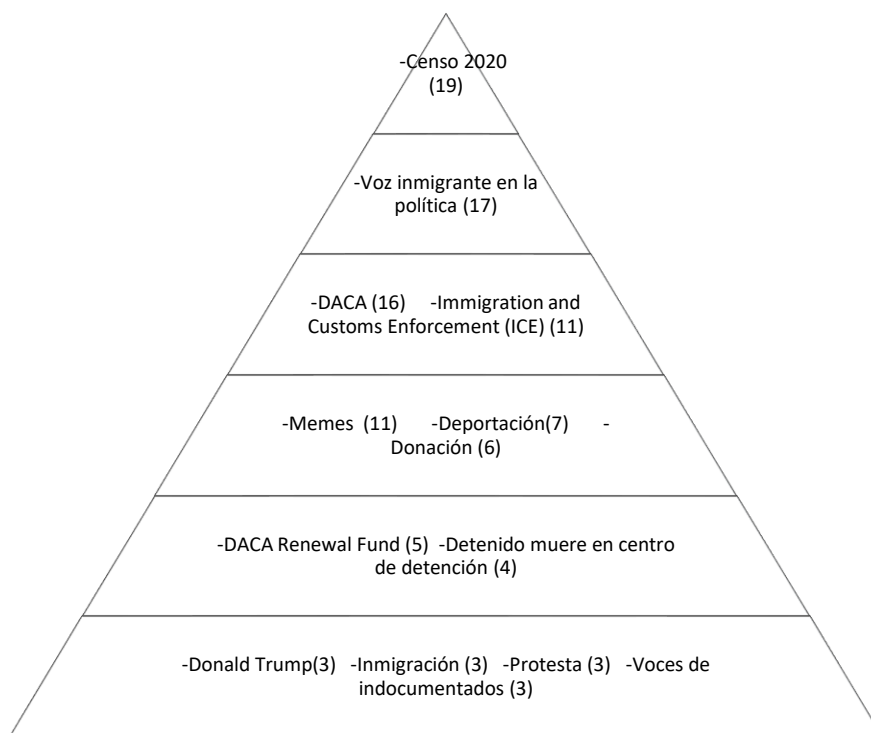 -Censo 2020
(19)
-Voz inmigrante en la
política (17)
-DACA (16) -Immigration and
Customs Enforcement (ICE) (11)
-Memes (11) -Deportación(7) -
Donación (6)
-DACA Renewal Fund (5) -Detenido muere en centro
de detención (4)
-Donald Trump(3) -Inmigración (3) -Protesta (3) -Voces de
indocumentados (3)